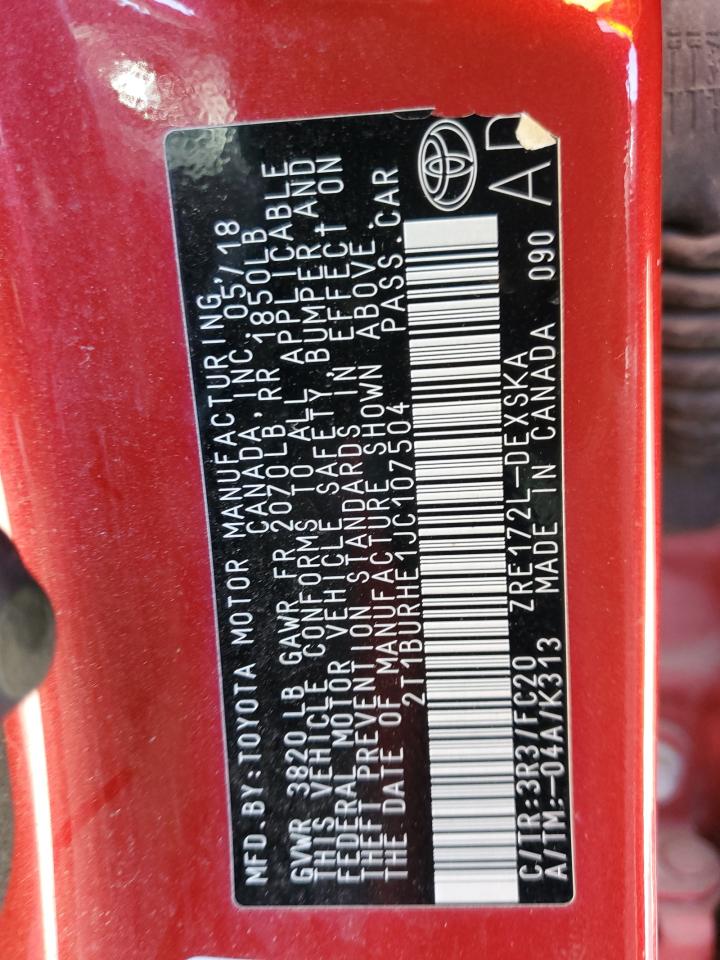 MFD.BY:TOYOTA MOTOR MANUFACTURING,
CANADA, INC. 05/18
GVWR 3820 LB GAWR FR 2070LB, RR 1850LB
THIS VEHICLE CONFORMS TO ALL APPLICABLE
FEDERAL MOTOR VEHICLE SAFETY, BUMPER AND
THEFT PREVENTION STANDARDS IN EFFECT ON
THE DATE OF MANUFACTURE SHOWN ABOVE.
2T1BURHE1JC107504 PASS.CAR
C/TR:3R3/FC20 ZRE172L-DEXSKA
A/TM:-04A/K313 MADE IN CANADA 090